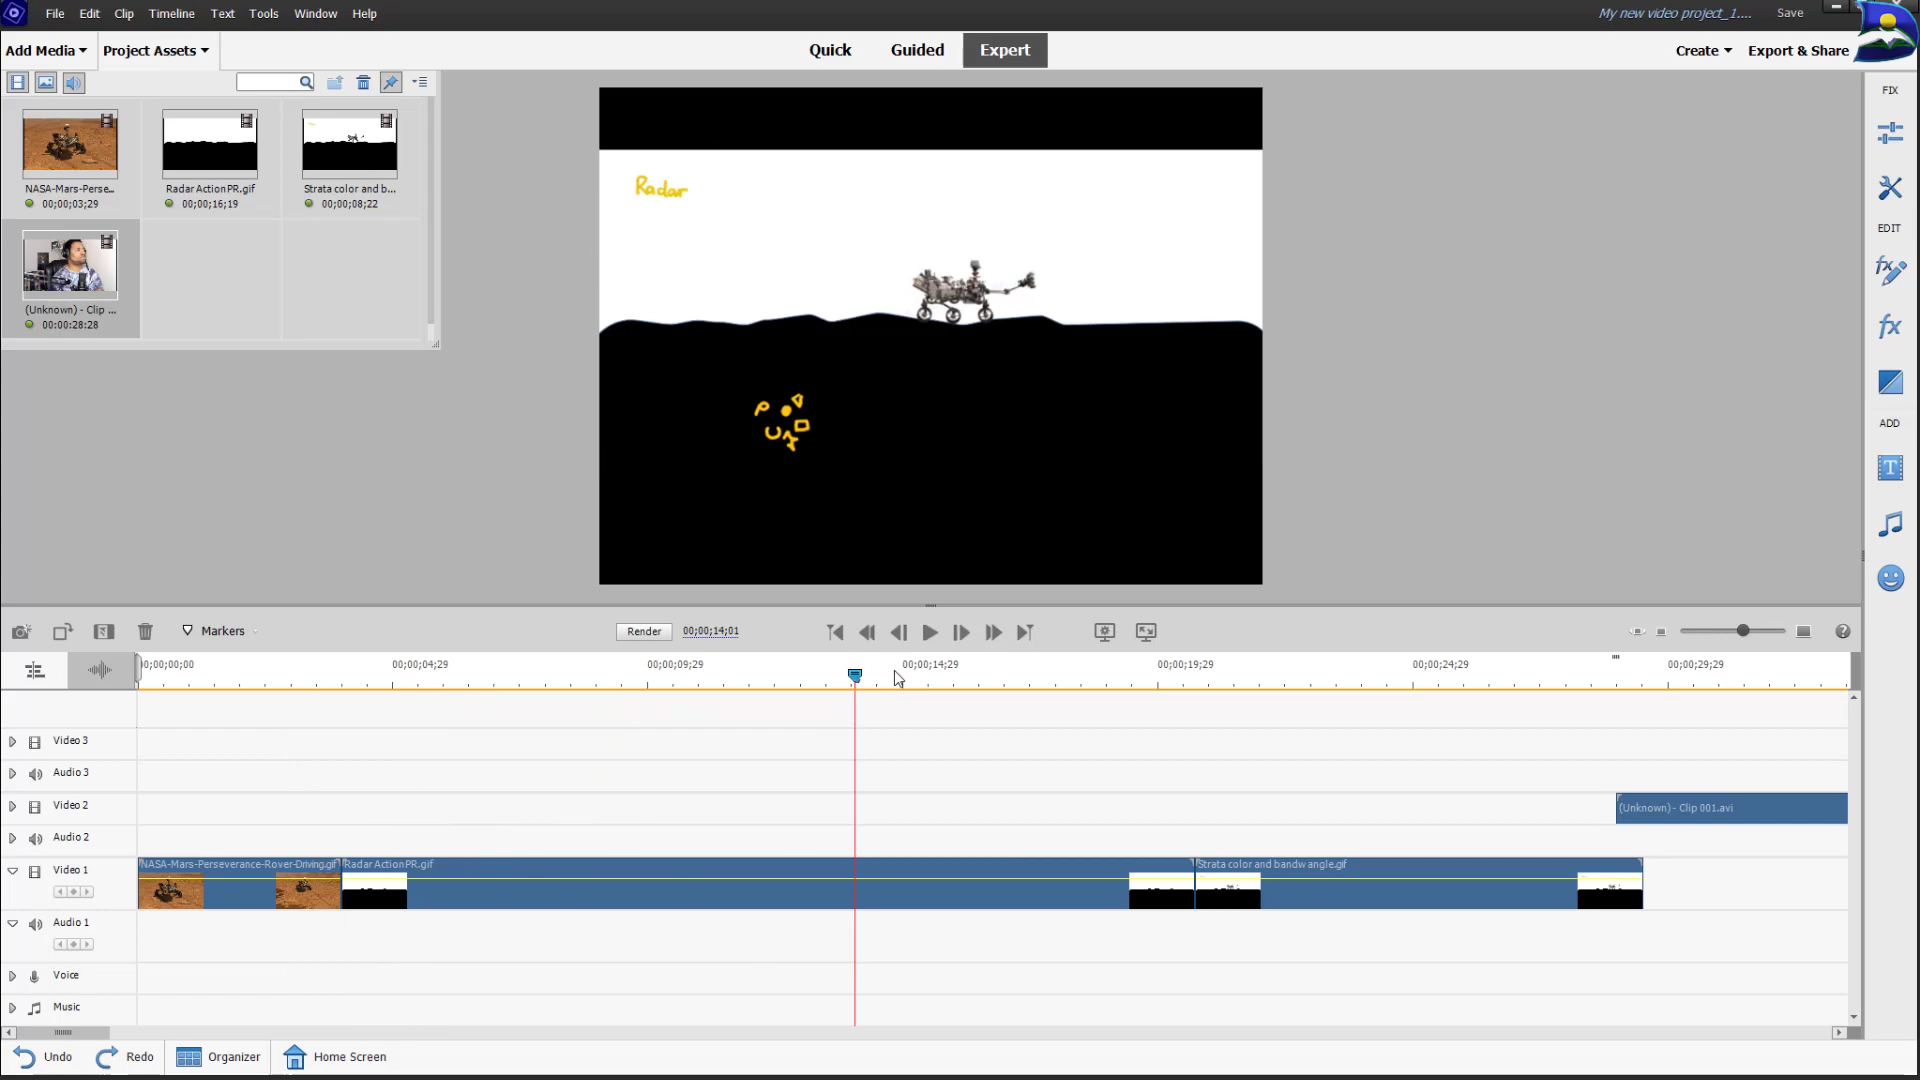 File Edit Clip Timeline Text Tools Window Help
My new video project_1.... Save
Add Media Project Assets Quick Guided Expert Create Export & Share
FIX
NASA-Mars-Perse... Radar Action PR.gif Strata color and b...
00;00;03;29 00;00;16;19 00;00;08;22
Radar
EDIT
(Unknown) - Clip ...
00:00:28:28
ADD
Markers Render 00;00;14;01
00;00;00;00 00;00;04;29 00;00;09;29 00;00;14;29 00;00;19;29 00;00;24;29 00;00;29;29
Video 3
Audio 3
Video 2 (Unknown) - Clip 001.avi
Audio 2
Video 1 NASA-Mars-Perseverance-Rover-Driving.gif Radar Action PR.gif Strata color and bandw angle.gif
Audio 1
Voice
Music
Undo Redo Organizer Home Screen